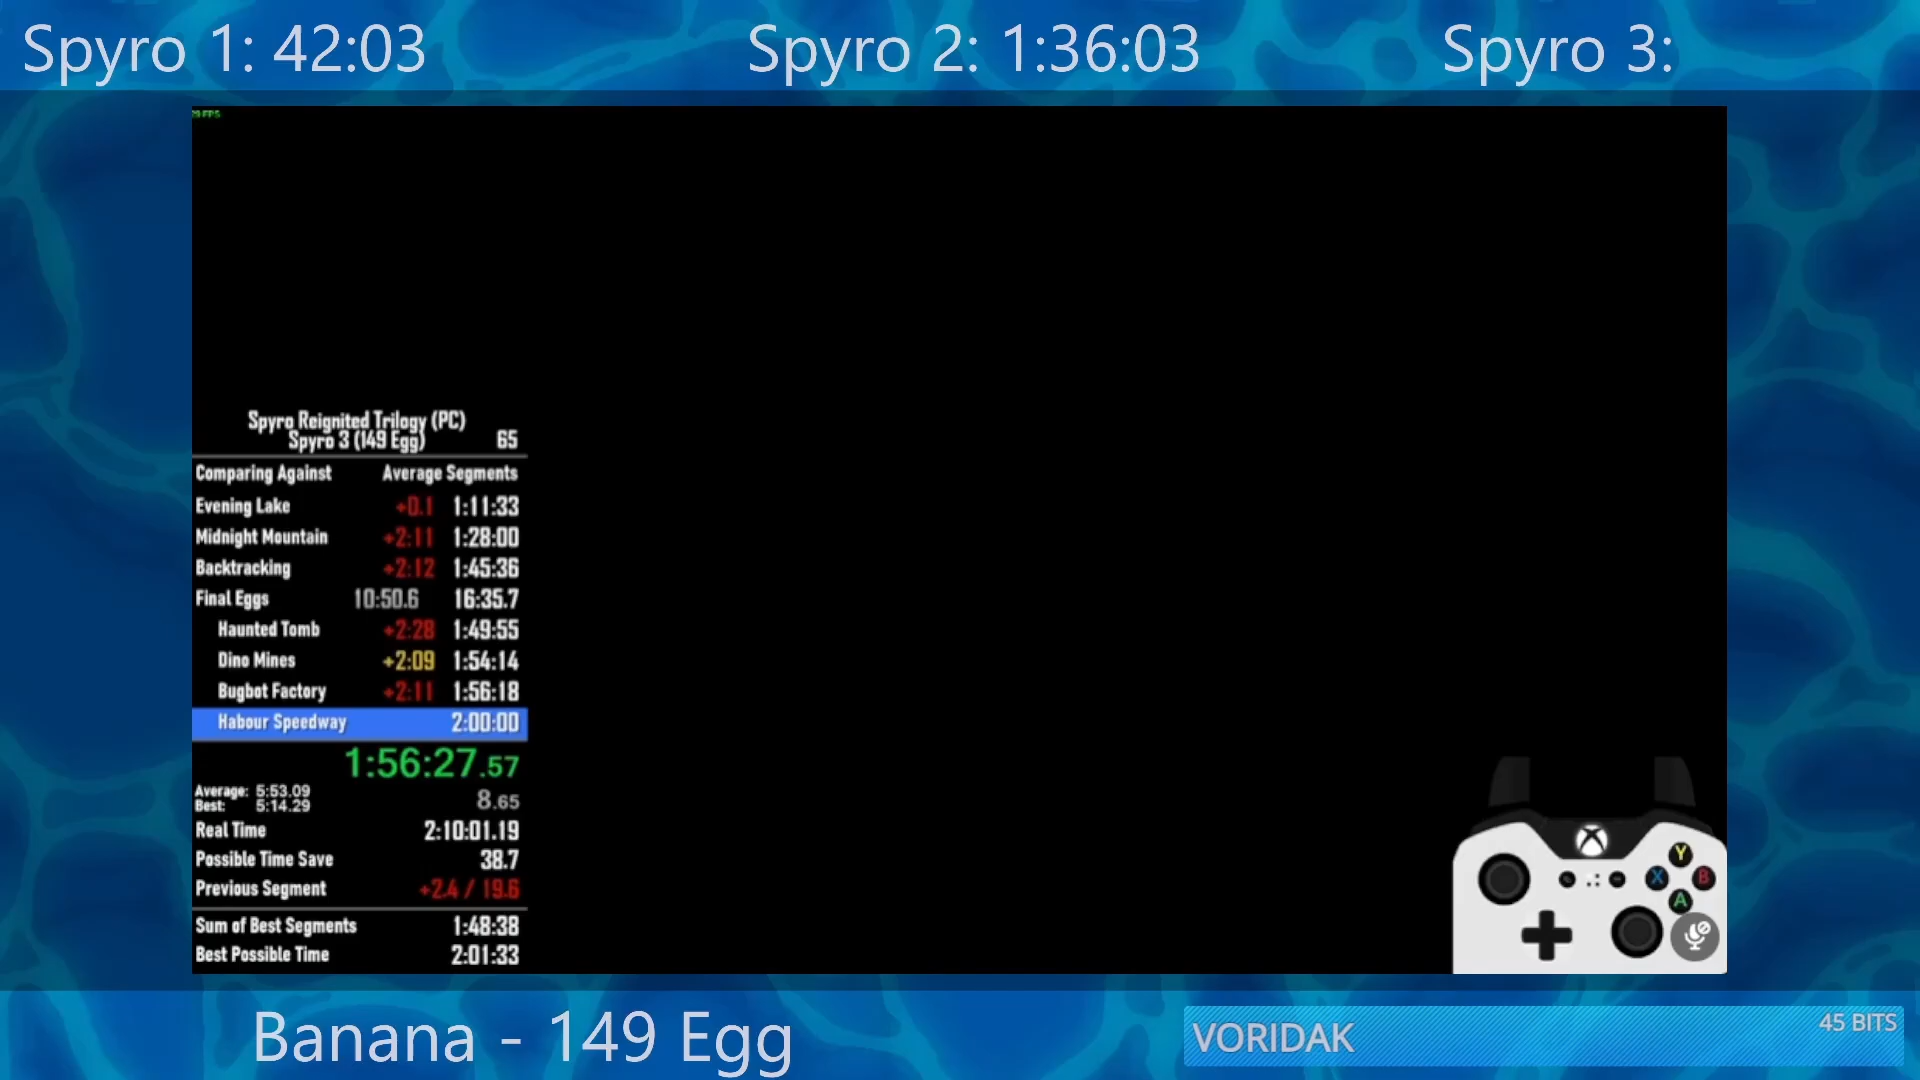 Spyro 1: 42:03 Spyro 2: 1:36:03 Spyro 3:
29 FPS
Spyro Reignited Trilogy (PC)
Spyro 3 (149 Egg) 65
Comparing Against Average Segments
Evening Lake +0.1 1:11:33
Midnight Mountain +2:11 1:28:00
Backtracking +2:12 1:45:36
Final Eggs 10:50.6 16:35.7
Haunted Tomb +2:28 1:49:55
Dino Mines +2:09 1:54:14
Bugbot Factory +2:11 1:56:18
Habour Speedway 2:00:00
1:56:27.57
Average: 5:53.09
Best: 5:14.29 8.65
Real Time 2:10:01.19
Possible Time Save 38.7
Previous Segment +2.4 / 19.6
Sum of Best Segments 1:48:38
Best Possible Time 2:01:33
Y
X B
A
Banana - 149 Egg
VORIDAK 45 BITS